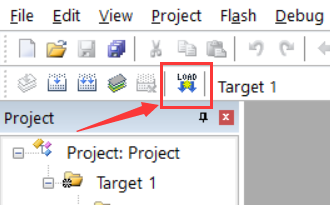 File Edit View Project Flash Debug
LOAD Target 1
Project
Project: Project
Target 1